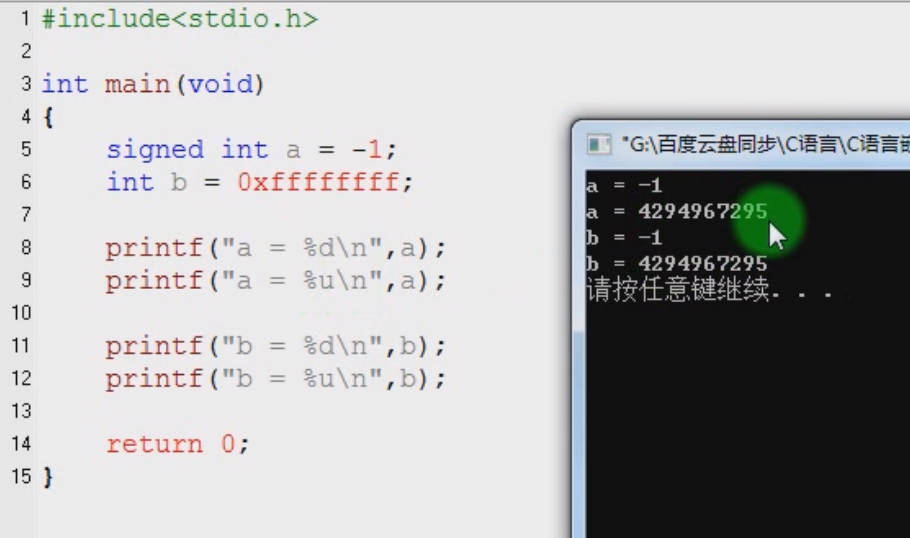 1 #include<stdio.h>
2
3 int main(void)
4 {
5 signed int a = -1;
6 int b = 0xffffffff;
7
8 printf("a = %d\n",a);
9 printf("a = %u\n",a);
10
11 printf("b = %d\n",b);
12 printf("b = %u\n",b);
13
14 return 0;
15 }
"G:\百度云盘同步\C语言\C语言
a = -1
a = 4294967295
b = -1
b = 4294967295
请按任意键继续. . .